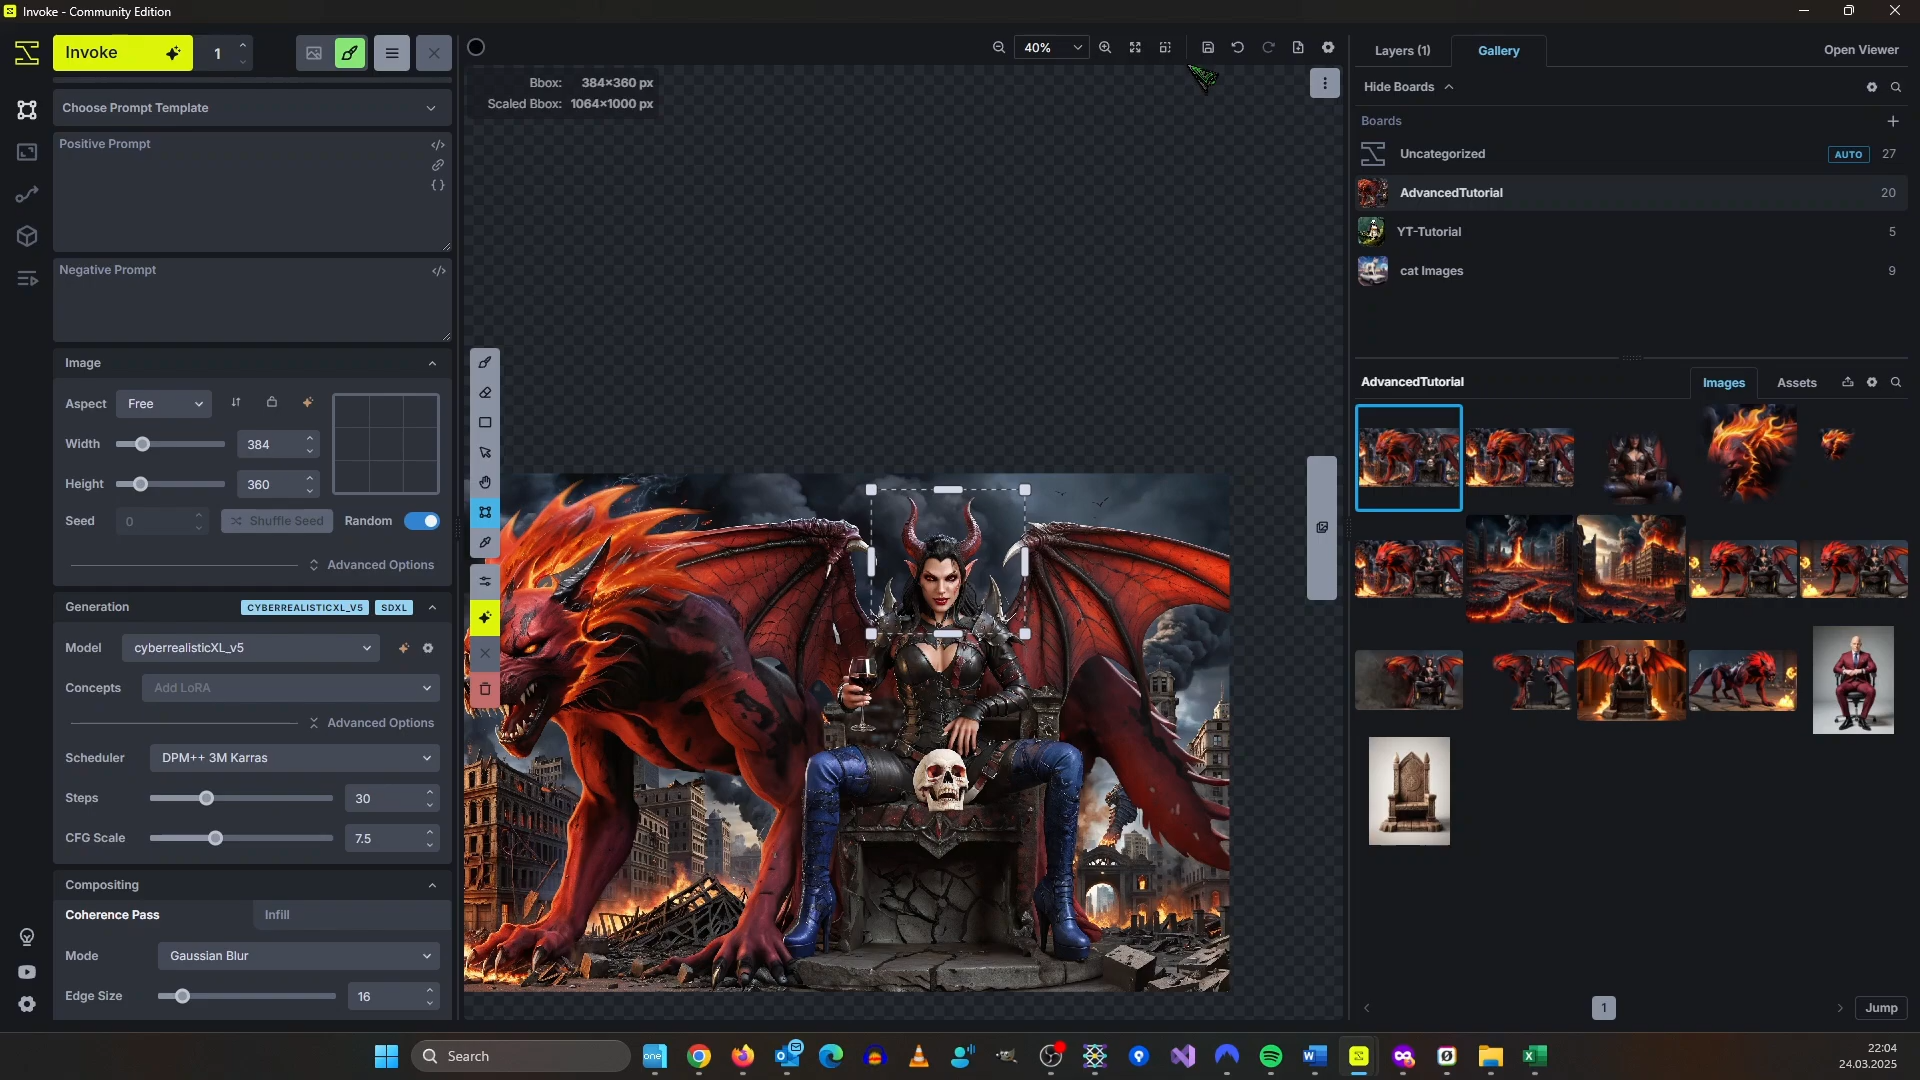 Invoke - Community Edition
Invoke
1
40%
Layers (1)
Gallery
Open Viewer
Bbox: 384×360 px
Scaled Bbox: 1064×1000 px
Choose Prompt Template
Positive Prompt
Negative Prompt
Image
Aspect
Free
Width
384
Height
360
Seed
0
Shuffle Seed
Random
Advanced Options
Generation
CYBERREALISTICXL_V5
SDXL
Model
cyberrealisticXL_v5
Concepts
Add LoRA
Advanced Options
Scheduler
DPM++ 3M Karras
Steps
30
CFG Scale
7.5
Compositing
Coherence Pass
Infill
Mode
Gaussian Blur
Edge Size
16
Hide Boards
Boards
Uncategorized
AUTO
27
AdvancedTutorial
20
YT-Tutorial
5
cat Images
9
AdvancedTutorial
Images
Assets
1
Jump
Search
one
22:04
24.03.2025